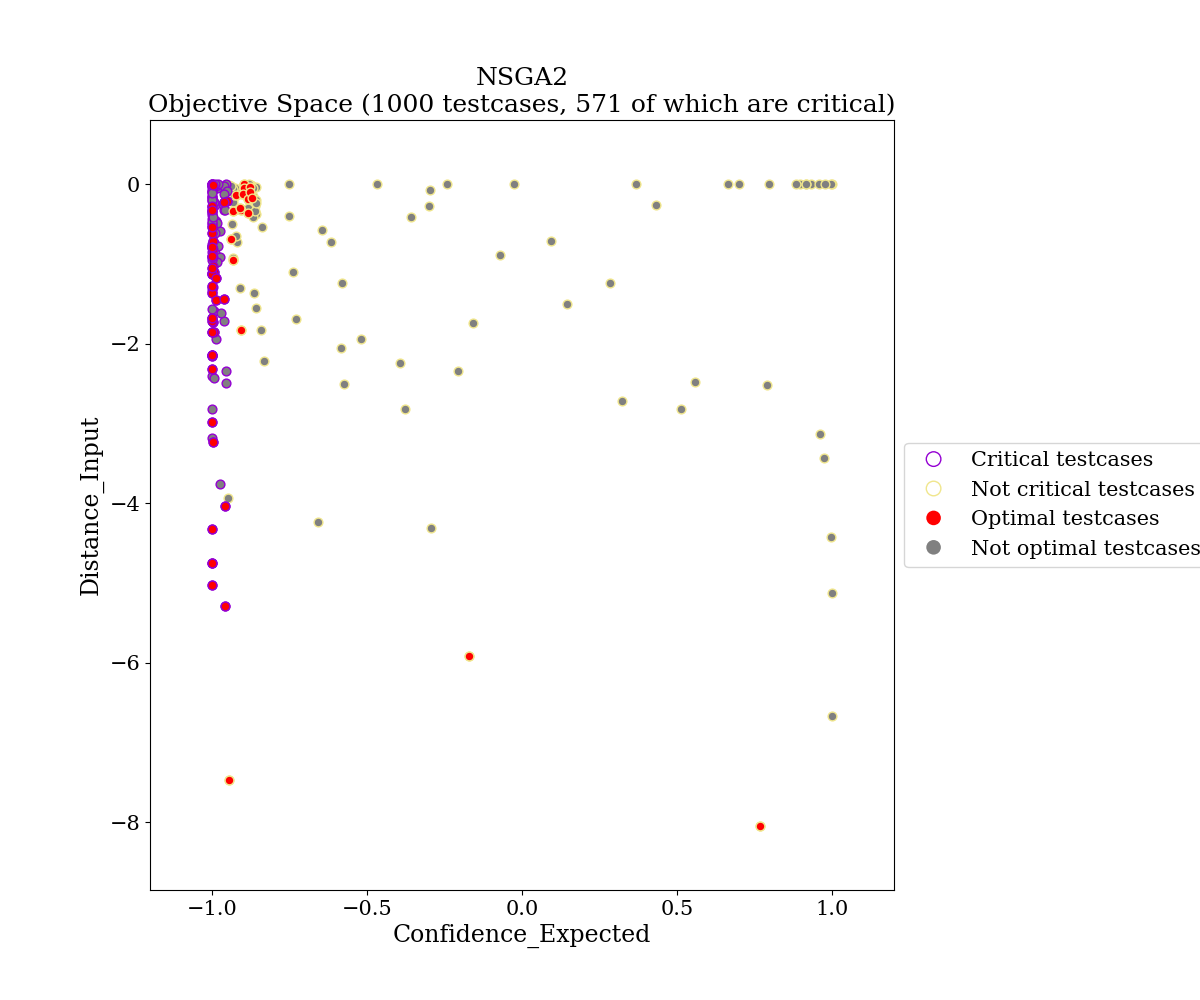 NSGA2
Objective Space (1000 testcases, 571 of which are critical)
0
−2
−4
−6
−8
Distance_Input
−1.0
−0.5
0.0
0.5
1.0
Confidence_Expected
Critical testcases
Not critical testcases
Optimal testcases
Not optimal testcases